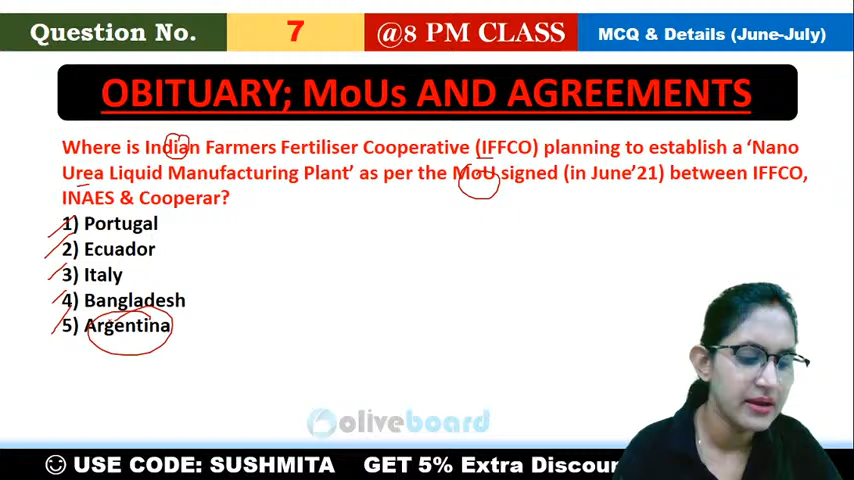 Question No.
7
@8 PM CLASS
MCQ & Details (June-July)
OBITUARY; MoUs AND AGREEMENTS
Where is Indian Farmers Fertiliser Cooperative (IFFCO) planning to establish a ‘Nano
Urea Liquid Manufacturing Plant’ as per the MoU signed (in June’21) between IFFCO,
INAES & Cooperar?
1) Portugal
2) Ecuador
3) Italy
4) Bangladesh
5) Argentina
oliveboard
USE CODE: SUSHMITA
GET 5% Extra